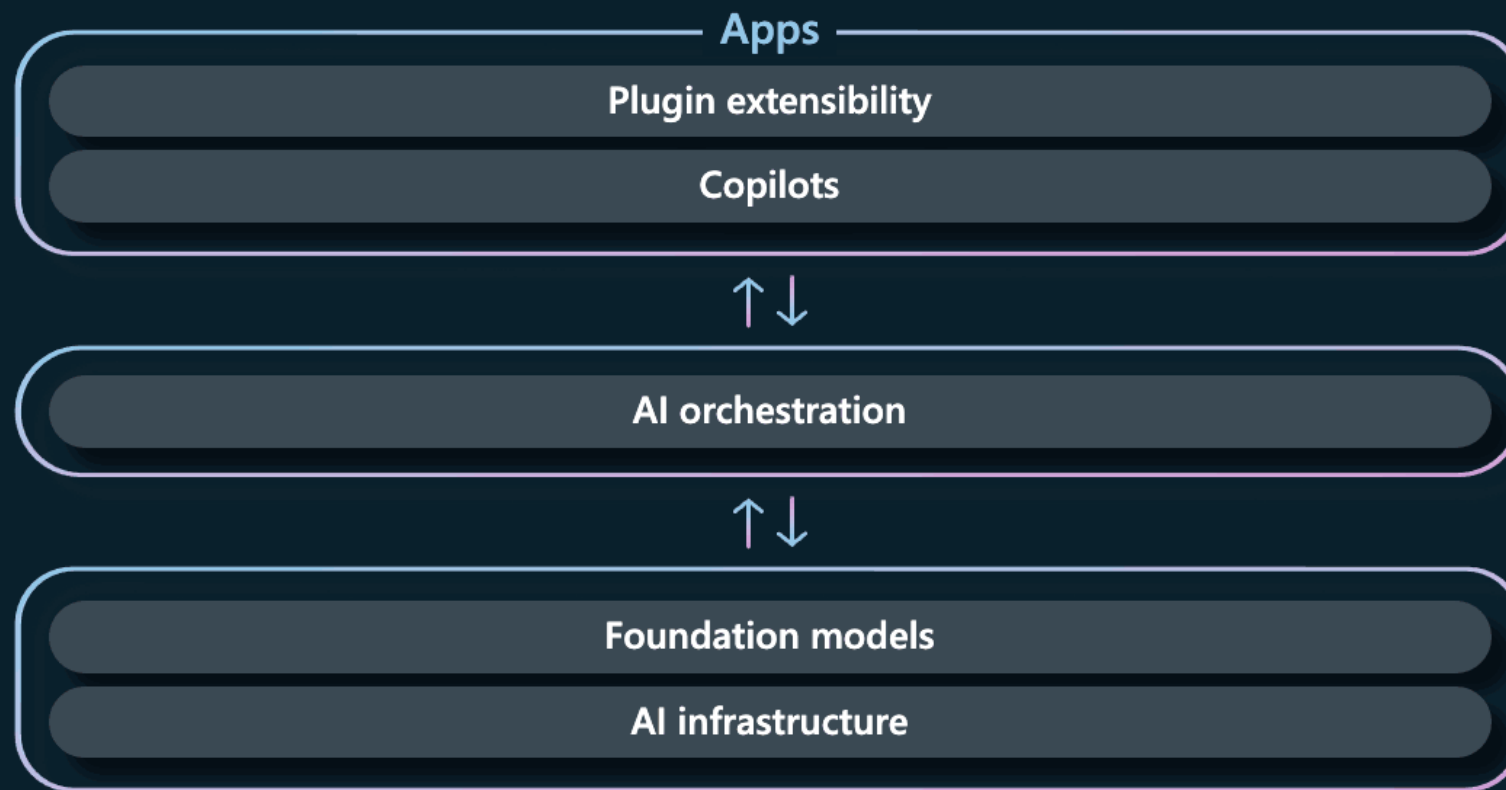 Apps
Plugin extensibility
Copilots
AI orchestration
Foundation models
AI infrastructure